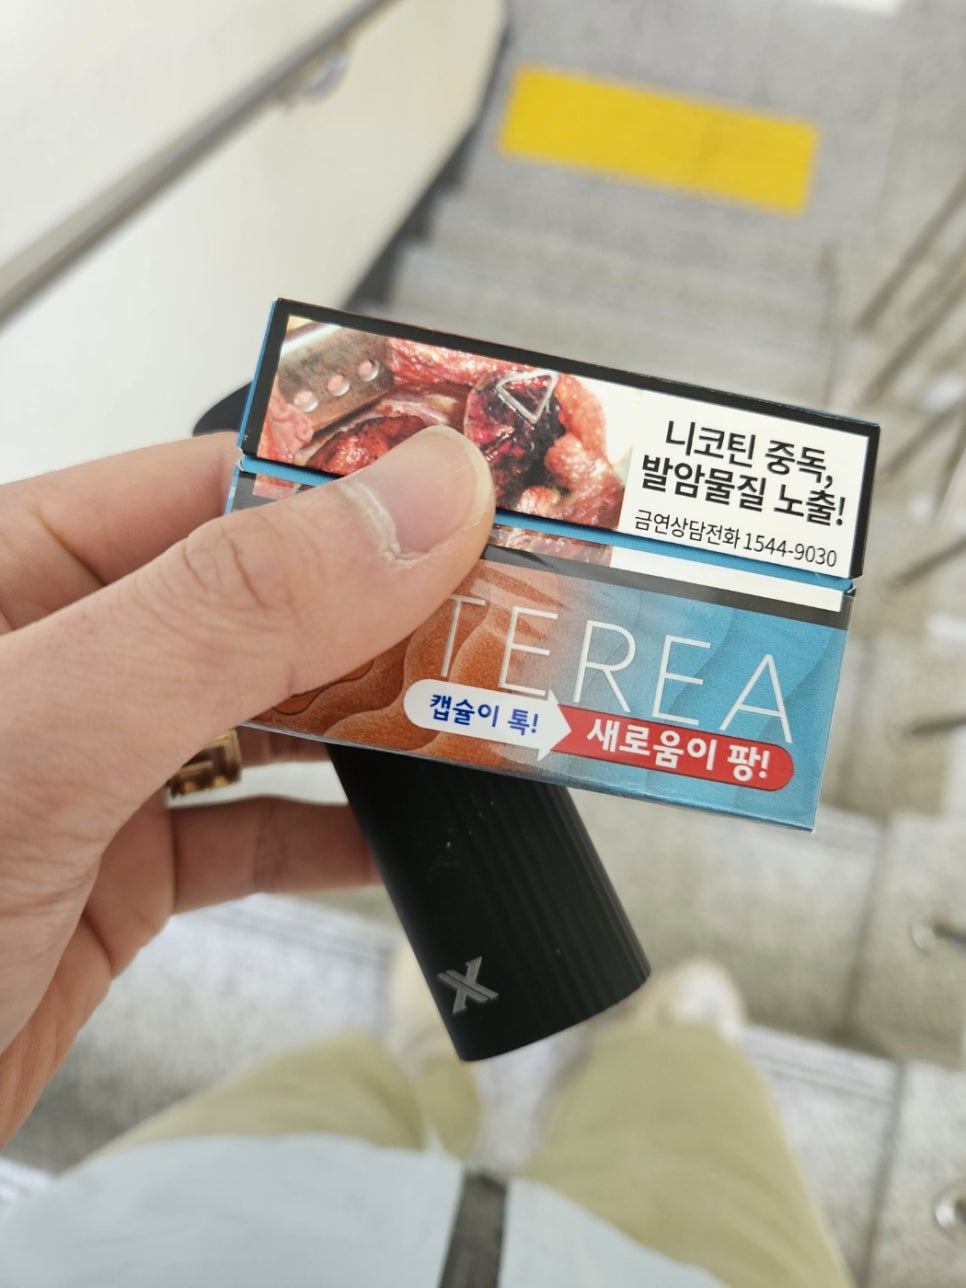 니코틴 중독,
발암물질 노출!
금연상담전화 1544-9030
TEREA
캡슐이 톡!
새로움이 팡!
X